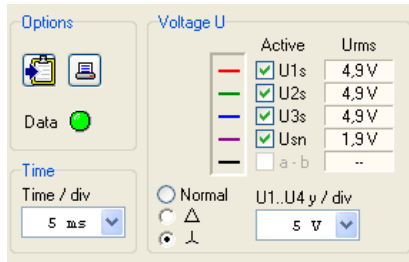 Options
Data
Time
Time / div
5 ms
Voltage U
Active Urms
U1s 4,9 V
U2s 4,9 V
U3s 4,9 V
Usn 1,9 V
a - b --
Normal
U1..U4 y / div
5 V